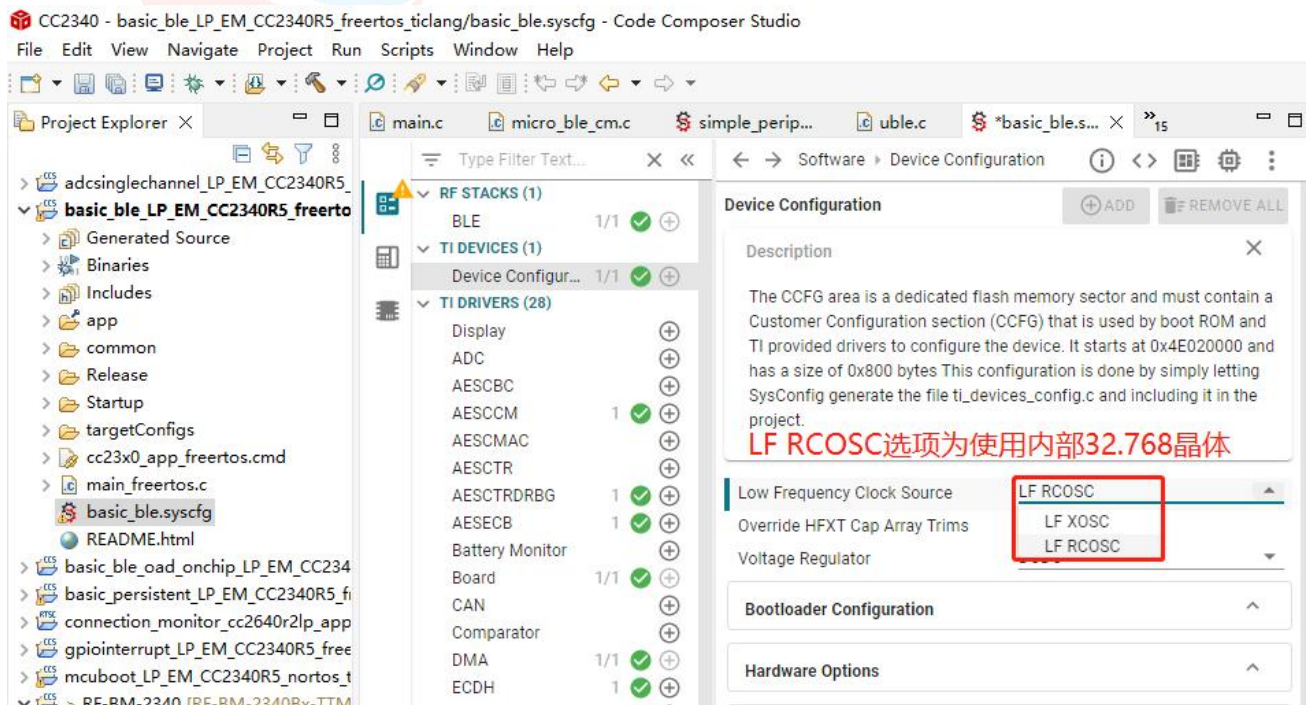 CC2340 - basic_ble_LP_EM_CC2340R5_freertos_ticlang/basic_ble.syscfg - Code Composer Studio
File Edit View Navigate Project Run Scripts Window Help
Project Explorer
main.c micro_ble_cm.c simple_perip... uble.c *basic_ble.s... 15
adcsinglechannel_LP_EM_CC2340R5_
basic_ble_LP_EM_CC2340R5_freerto
Generated Source
Binaries
Includes
app
common
Release
Startup
targetConfigs
cc23x0_app_freertos.cmd
main_freertos.c
basic_ble.syscfg
README.html
basic_ble_oad_onchip_LP_EM_CC234
basic_persistent_LP_EM_CC2340R5_f
connection_monitor_cc2640r2lp_app
gpiointerrupt_LP_EM_CC2340R5_free
mcuboot_LP_EM_CC2340R5_nortos_t
Type Filter Text...
RF STACKS (1)
BLE 1/1
TI DEVICES (1)
Device Configur... 1/1
TI DRIVERS (28)
Display
ADC
AESCBC
AESCCM 1
AESCMAC
AESCTR
AESCTRDRBG 1
AESECB 1
Battery Monitor
Board 1/1
CAN
Comparator
DMA 1/1
ECDH 1
Software Device Configuration
Device Configuration ADD REMOVE ALL
Description
The CCFG area is a dedicated flash memory sector and must contain a
Customer Configuration section (CCFG) that is used by boot ROM and
TI provided drivers to configure the device. It starts at 0x4E020000 and
has a size of 0x800 bytes This configuration is done by simply letting
SysConfig generate the file ti_devices_config.c and including it in the
project.
LF RCOSC选项为使用内部32.768晶体
Low Frequency Clock Source LF RCOSC
LF XOSC
Override HFXT Cap Array Trims
LF RCOSC
Voltage Regulator
Bootloader Configuration
Hardware Options